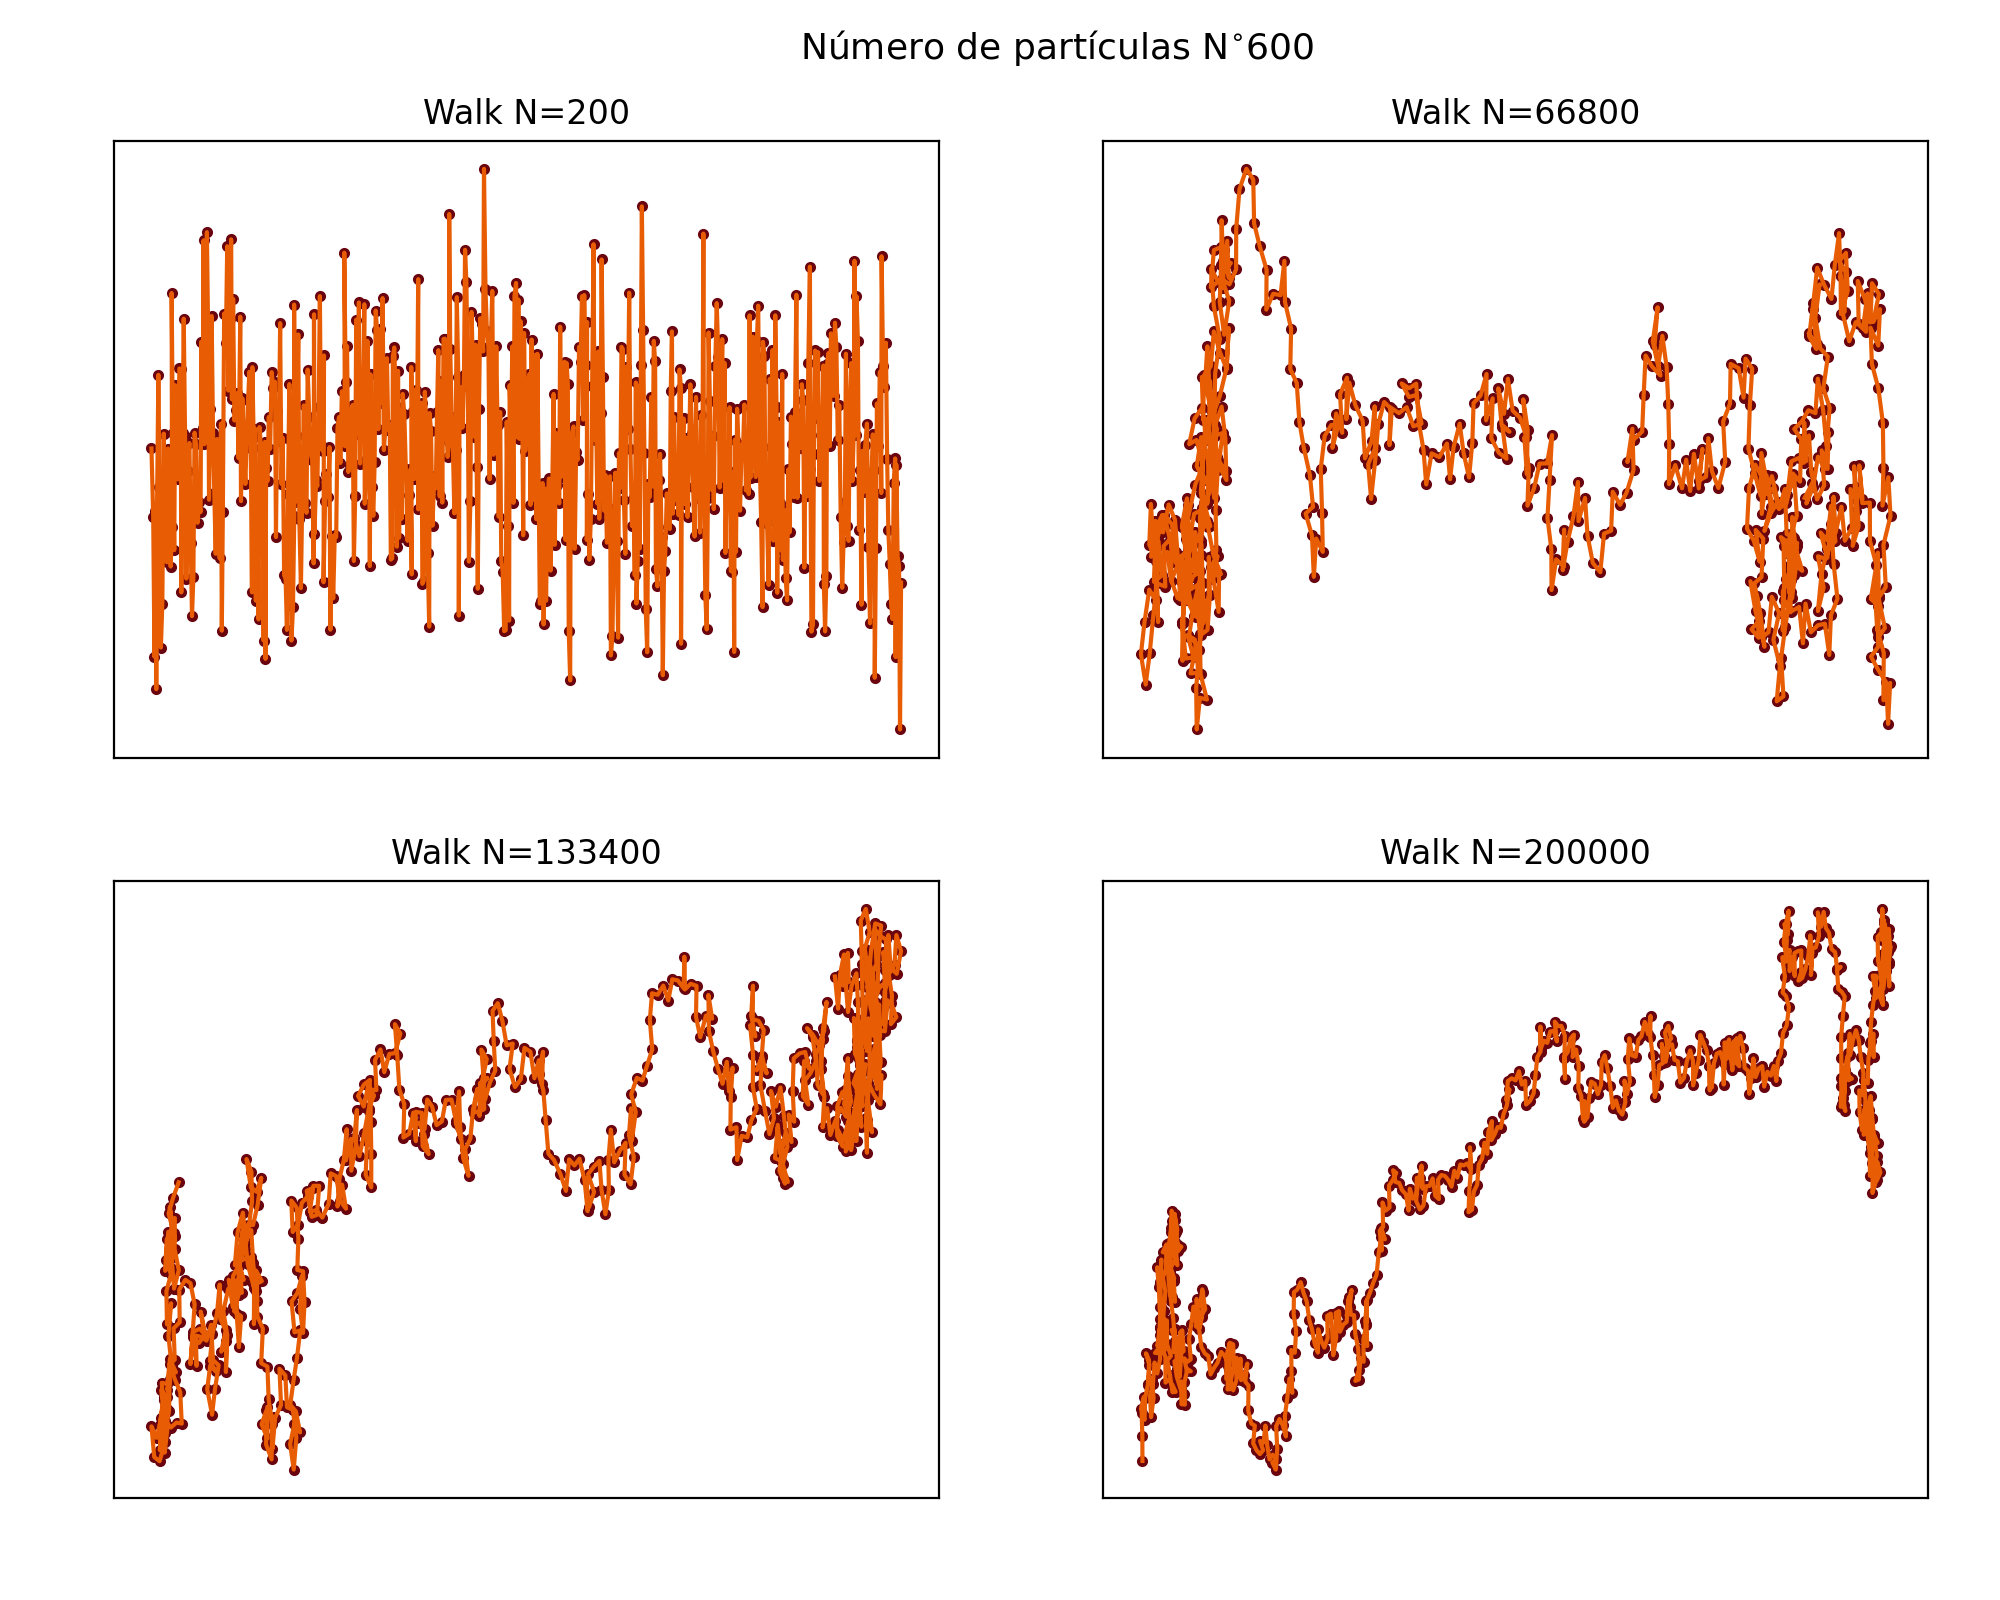 Número de partículas N°600
Walk N=200
Walk N=66800
Walk N=133400
Walk N=200000